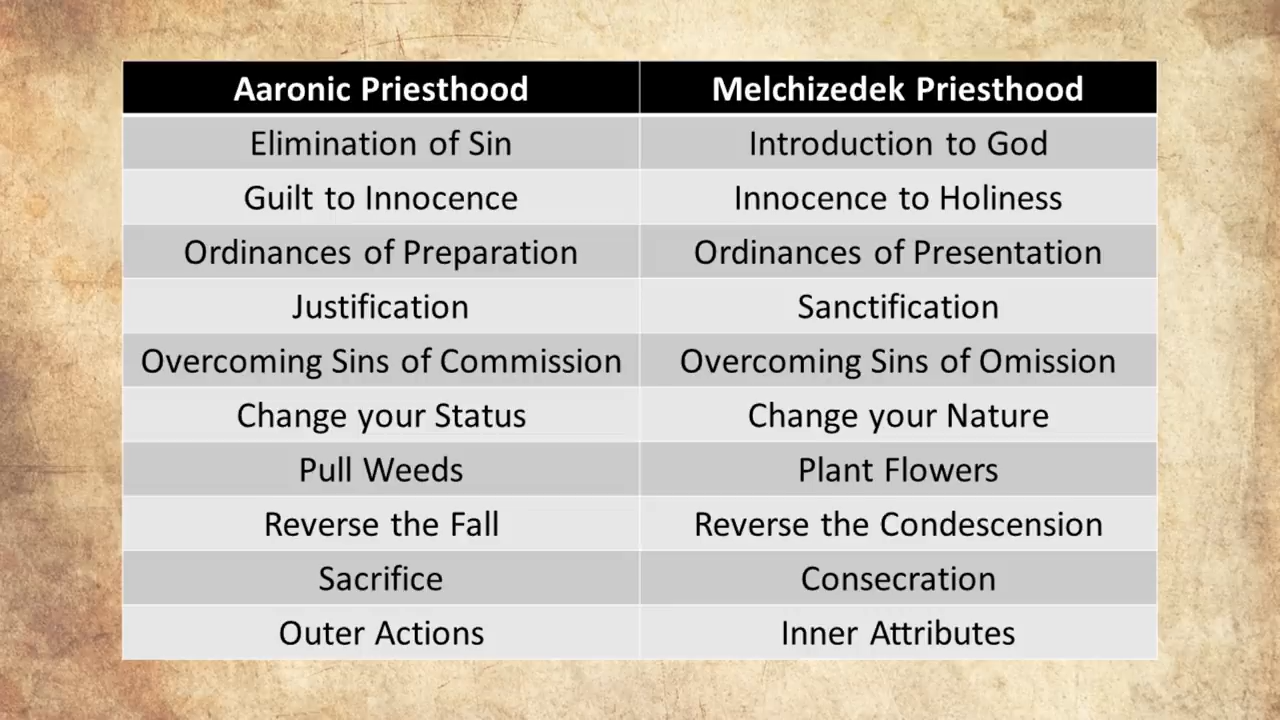 Aaronic Priesthood Melchizedek Priesthood
Elimination of Sin Introduction to God
Guilt to Innocence Innocence to Holiness
Ordinances of Preparation Ordinances of Presentation
Justification Sanctification
Overcoming Sins of Commission Overcoming Sins of Omission
Change your Status Change your Nature
Pull Weeds Plant Flowers
Reverse the Fall Reverse the Condescension
Sacrifice Consecration
Outer Actions Inner Attributes